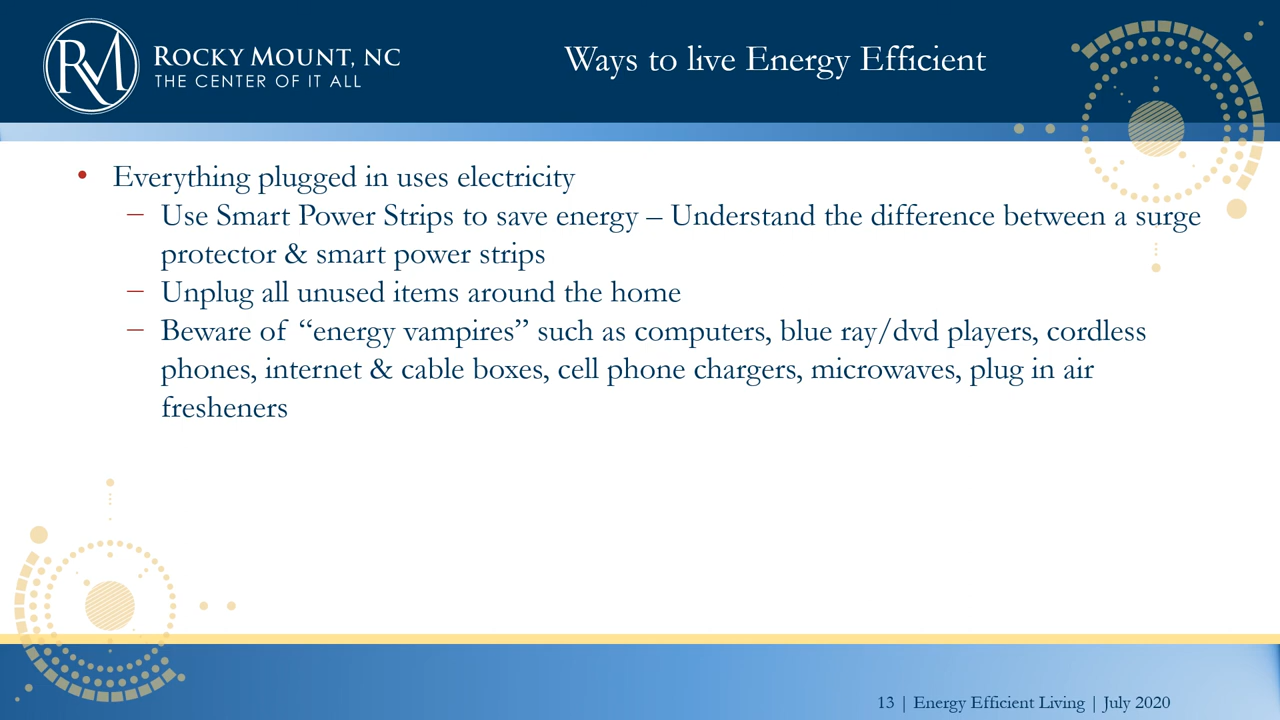 RM
ROCKY MOUNT, NC
THE CENTER OF IT ALL
Ways to live Energy Efficient
• Everything plugged in uses electricity
– Use Smart Power Strips to save energy – Understand the difference between a surge
protector & smart power strips
– Unplug all unused items around the home
– Beware of “energy vampires” such as computers, blue ray/dvd players, cordless
phones, internet & cable boxes, cell phone chargers, microwaves, plug in air
fresheners
13 | Energy Efficient Living | July 2020